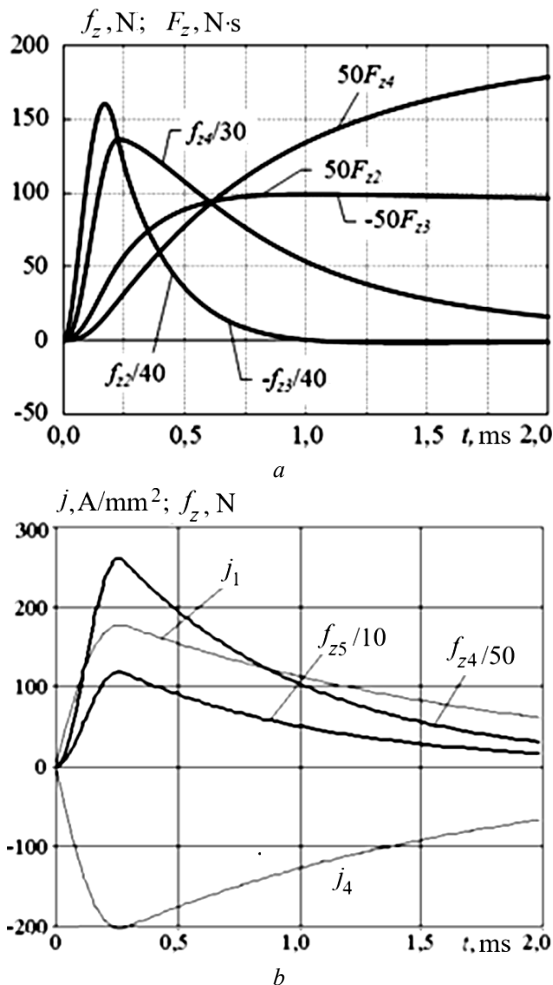 f_z, N; F_z, N·s
200
150
100
50
0
-50
50F_z4
f_z4/30
50F_z2
-50F_z3
f_z2/40
-f_z3/40
0,0 0,5 1,0 1,5 t, ms 2,0
a
j, A/mm²; f_z, N
300
200
100
0
-100
-200
j_1
f_z5/10
f_z4/50
j_4
0 0,5 1,0 1,5 t, ms 2,0
b